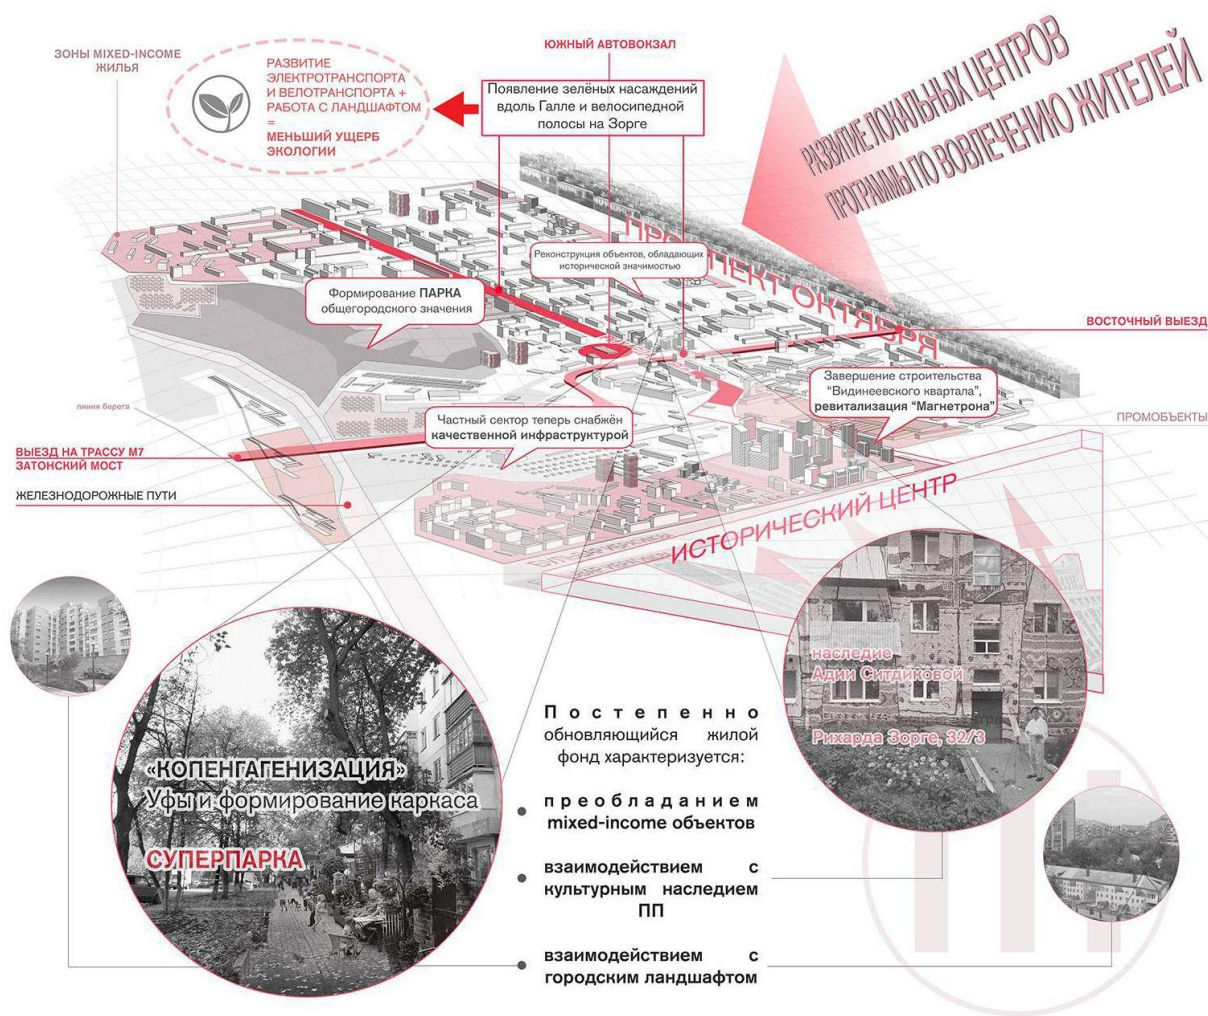 ЗОНЫ MIXED-INCOME
ЖИЛЬЯ
РАЗВИТИЕ
ЭЛЕКТРОТРАНСПОРТА
И ВЕЛОТРАНСПОРТА +
РАБОТА С ЛАНДШАФТОМ
=
МЕНЬШИЙ УЩЕРБ
ЭКОЛОГИИ
ЮЖНЫЙ АВТОВОКЗАЛ
Появление зелёных насаждений
вдоль Галле и велосипедной
полосы на Зорге
РАЗВИТИЕ ЛОКАЛЬНЫХ ЦЕНТРОВ
ПРОГРАММЫ ПО ВОВЛЕЧЕНИЮ ЖИТЕЛЕЙ
ПРОСПЕКТ ОКТЯБРЯ
Реконструкция объектов, обладающих
исторической значимостью
Формирование ПАРКА
общегородского значения
ВОСТОЧНЫЙ ВЫЕЗД
Завершение строительства
"Видинеевского квартала",
ревитализация "Магнетрона"
линия берега
Частный сектор теперь снабжён
качественной инфраструктурой
ПРОМОБЪЕКТЫ
ВЫЕЗД НА ТРАССУ М7
ЗАТОНСКИЙ МОСТ
ЖЕЛЕЗНОДОРОЖНЫЕ ПУТИ
ИСТОРИЧЕСКИЙ ЦЕНТР
наследие
Адии Ситдиковой
Рихарда Зорге, 32/3
«КОПЕНГАГЕНИЗАЦИЯ»
Уфы и формирование каркаса
СУПЕРПАРКА
Постепенно
обновляющийся жилой
фонд характеризуется:
преобладанием
mixed-income объектов
взаимодействием с
культурным наследием
ПП
взаимодействием с
городским ландшафтом